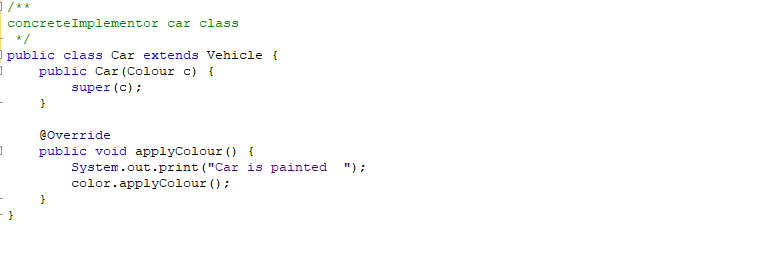 /**
concreteImplementor car class
 */
public class Car extends Vehicle {
    public Car(Colour c) {
        super(c);
    }

    @Override
    public void applyColour() {
        System.out.print("Car is painted  ");
        color.applyColour();
    }
}